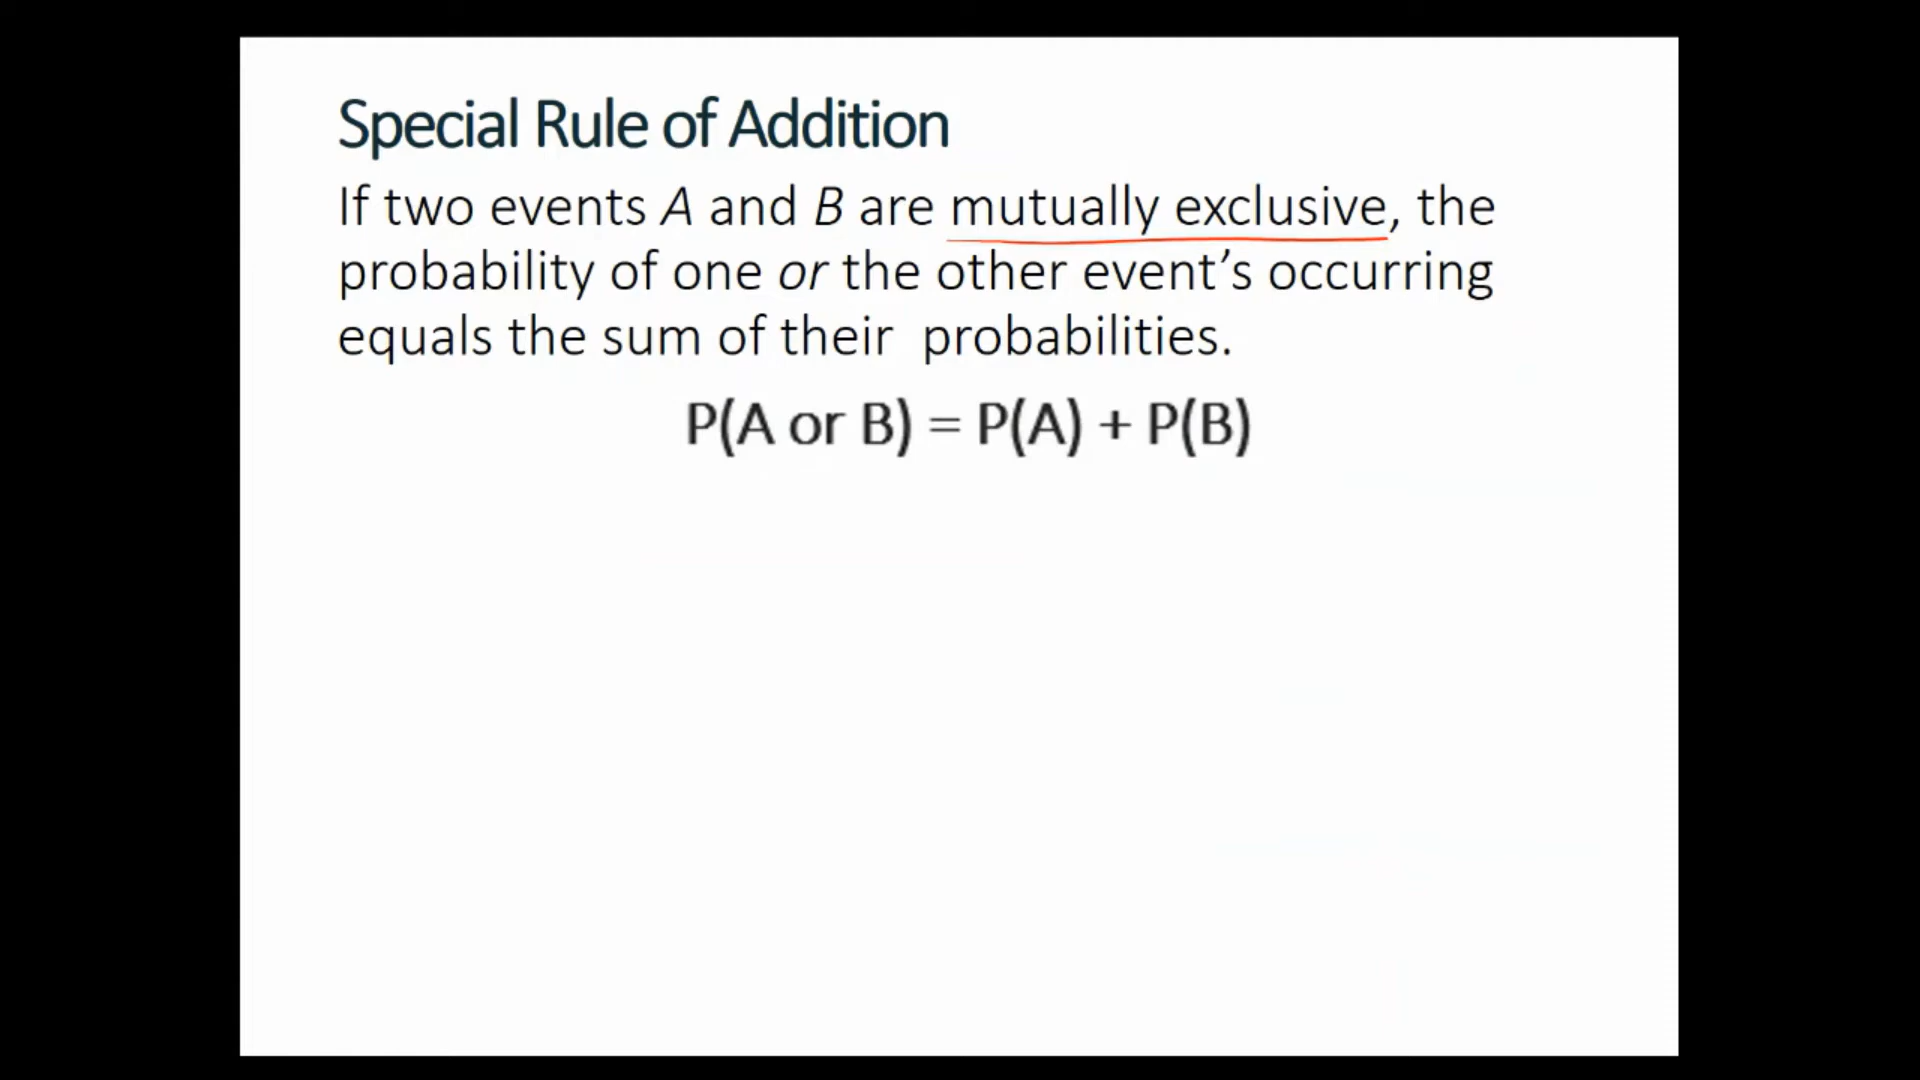 Special Rule of Addition
If two events A and B are mutually exclusive, the
probability of one or the other event’s occurring
equals the sum of their probabilities.
P(A or B) = P(A) + P(B)